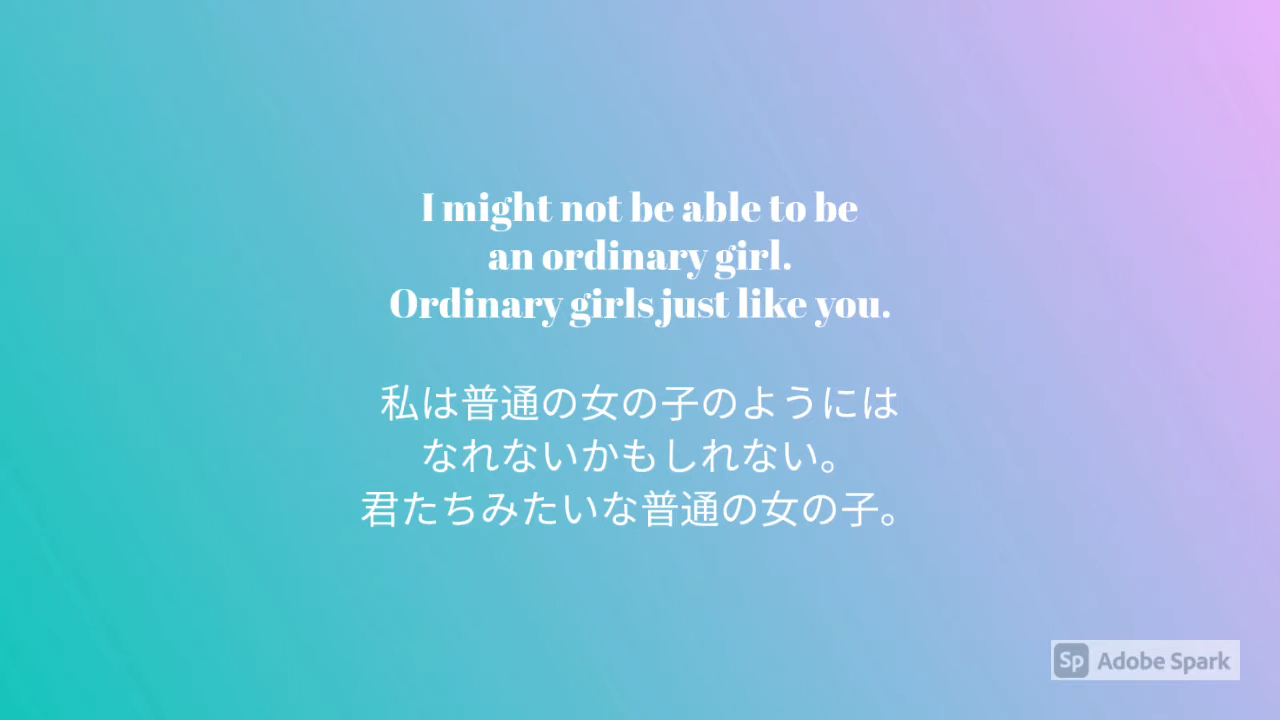 I might not be able to be
an ordinary girl.
Ordinary girls just like you.
私は普通の女の子のようには
なれないかもしれない。
君たちみたいな普通の女の子。
Sp Adobe Spark